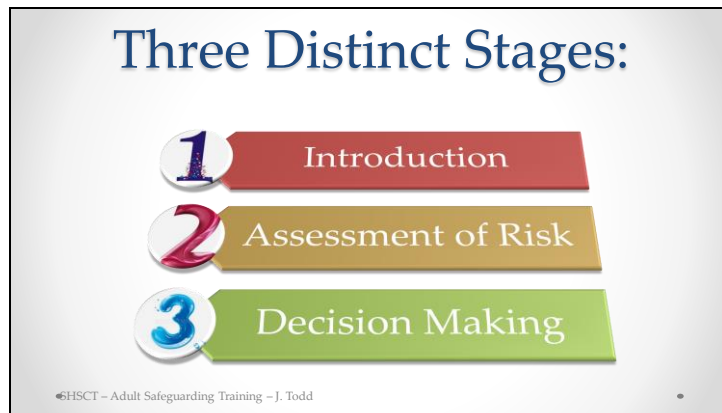 Three Distinct Stages:
1 Introduction
2 Assessment of Risk
3 Decision Making
SHSCT – Adult Safeguarding Training – J. Todd